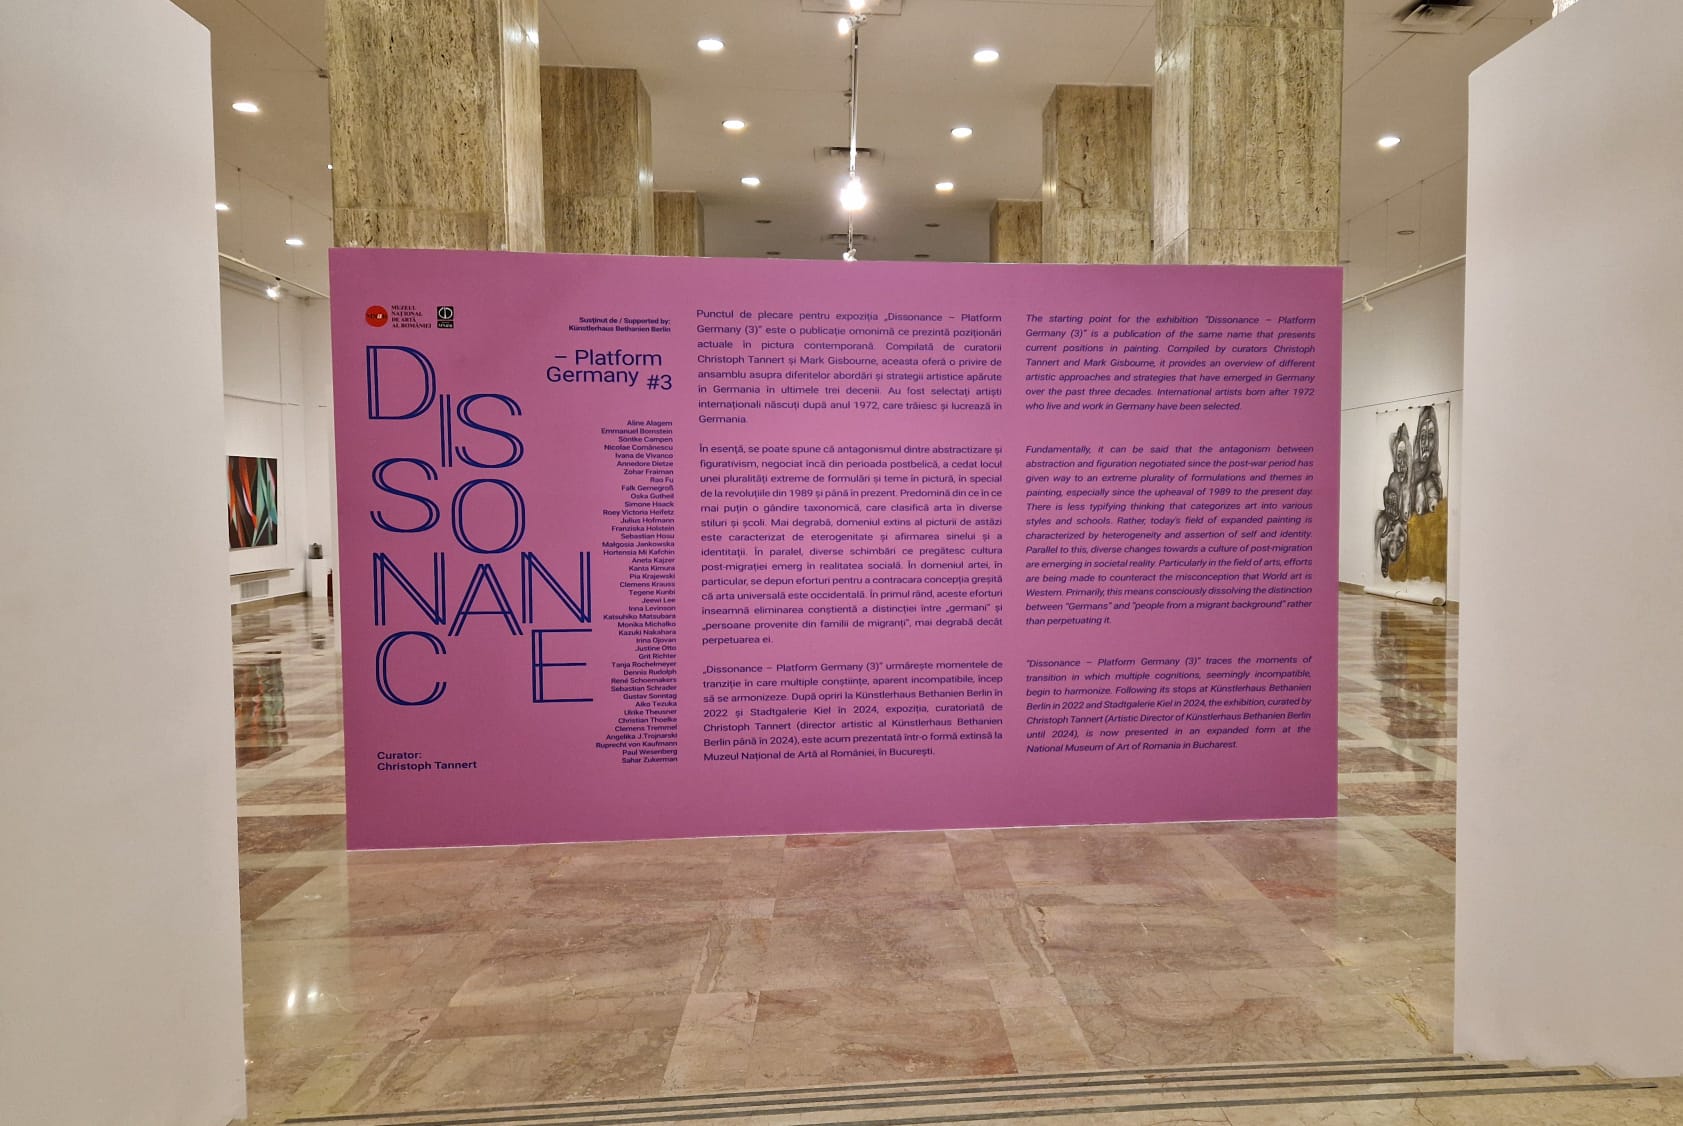 MUZEUL
NAȚIONAL
DE ARTĂ
AL ROMÂNIEI
Susținut de / Supported by:
Künstlerhaus Bethanien Berlin
– Platform
Germany #3
DIS
SO
NAN
CE
Aline Alagem
Emmanuel Bornstein
Söntke Campen
Nicolae Comănescu
Ivana de Vivanco
Annedore Dietze
Zohar Fraiman
Rao Fu
Falk Gernegroß
Oska Gutheil
Simone Haack
Roey Victoria Heifetz
Julius Hofmann
Franziska Holstein
Sebastian Hosu
Małgosia Jankowska
Hortensia Mi Kafchin
Aneta Kajzer
Kanta Kimura
Pia Krajewski
Clemens Krauss
Tegene Kunbi
Jeewi Lee
Inna Levinson
Katsuhiko Matsubara
Monika Michalko
Kazuki Nakahara
Irina Ojovan
Justine Otto
Grit Richter
Tanja Rochelmeyer
Dennis Rudolph
René Schoemakers
Sebastian Schrader
Gustav Sonntag
Aiko Tezuka
Ulrike Theusner
Christian Thoelke
Clemens Tremmel
Angelika J.Trojnarski
Ruprecht von Kaufmann
Paul Wesenberg
Sahar Zukerman
Curator:
Christoph Tannert
Punctul de plecare pentru expoziția „Dissonance – Platform
Germany (3)” este o publicație omonimă ce prezintă poziționări
actuale în pictura contemporană. Compilată de curatorii
Christoph Tannert și Mark Gisbourne, aceasta oferă o privire de
ansamblu asupra diferitelor abordări și strategii artistice apărute
în Germania în ultimele trei decenii. Au fost selectați artiști
internaționali născuți după anul 1972, care trăiesc și lucrează în
Germania.
În esență, se poate spune că antagonismul dintre abstractizare și
figurativism, negociat încă din perioada postbelică, a cedat locul
unei pluralități extreme de formulări și teme în pictură, în special
de la revoluțiile din 1989 și până în prezent. Predomină din ce în ce
mai puțin o gândire taxonomică, care clasifică arta în diverse
stiluri și școli. Mai degrabă, domeniul extins al picturii de astăzi
este caracterizat de eterogenitate și afirmarea sinelui și a
identității. În paralel, diverse schimbări ce pregătesc cultura
post-migrației emerg în realitatea socială. În domeniul artei, în
particular, se depun eforturi pentru a contracara concepția greșită
că arta universală este occidentală. În primul rând, aceste eforturi
înseamnă eliminarea conștientă a distincției între „germani” și
„persoane provenite din familii de migranți”, mai degrabă decât
perpetuarea ei.
„Dissonance – Platform Germany (3)” urmărește momentele de
tranziție în care multiple conștiințe, aparent incompatibile, încep
să se armonizeze. După opriri la Künstlerhaus Bethanien Berlin în
2022 și Stadtgalerie Kiel în 2024, expoziția, curatoriată de
Christoph Tannert (director artistic al Künstlerhaus Bethanien
Berlin până în 2024), este acum prezentată într-o formă extinsă la
Muzeul Național de Artă al României, în București.
The starting point for the exhibition "Dissonance – Platform
Germany (3)" is a publication of the same name that presents
current positions in painting. Compiled by curators Christoph
Tannert and Mark Gisbourne, it provides an overview of different
artistic approaches and strategies that have emerged in Germany
over the past three decades. International artists born after 1972
who live and work in Germany have been selected.
Fundamentally, it can be said that the antagonism between
abstraction and figuration negotiated since the post-war period has
given way to an extreme plurality of formulations and themes in
painting, especially since the upheaval of 1989 to the present day.
There is less typifying thinking that categorizes art into various
styles and schools. Rather, today's field of expanded painting is
characterized by heterogeneity and assertion of self and identity.
Parallel to this, diverse changes towards a culture of post-migration
are emerging in societal reality. Particularly in the field of arts, efforts
are being made to counteract the misconception that World art is
Western. Primarily, this means consciously dissolving the distinction
between "Germans" and "people from a migrant background" rather
than perpetuating it.
"Dissonance – Platform Germany (3)" traces the moments of
transition in which multiple cognitions, seemingly incompatible,
begin to harmonize. Following its stops at Künstlerhaus Bethanien
Berlin in 2022 and Stadtgalerie Kiel in 2024, the exhibition, curated by
Christoph Tannert (Artistic Director of Künstlerhaus Bethanien Berlin
until 2024), is now presented in an expanded form at the
National Museum of Art of Romania in Bucharest.